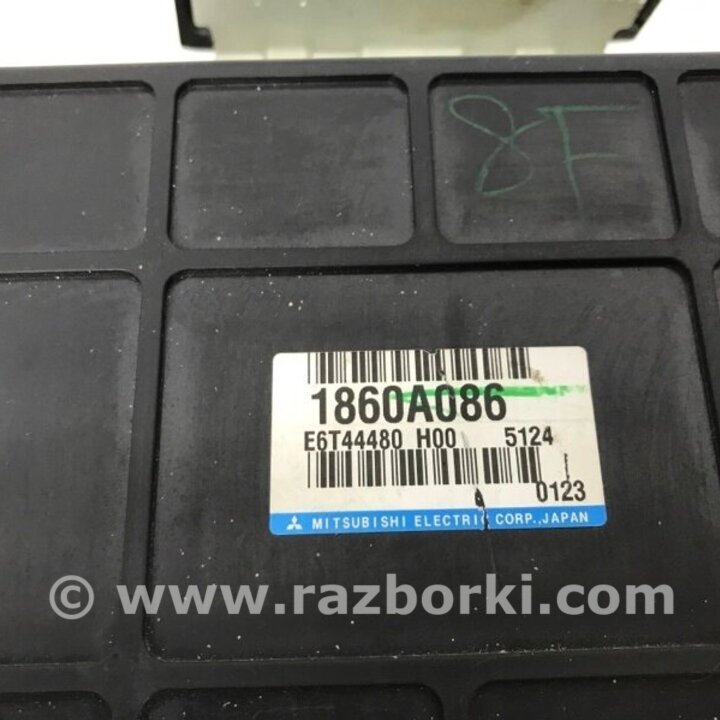 8F
1860A086
E6T44480 H00 5124
0123
MITSUBISHI ELECTRIC CORP., JAPAN
© www.razborki.com